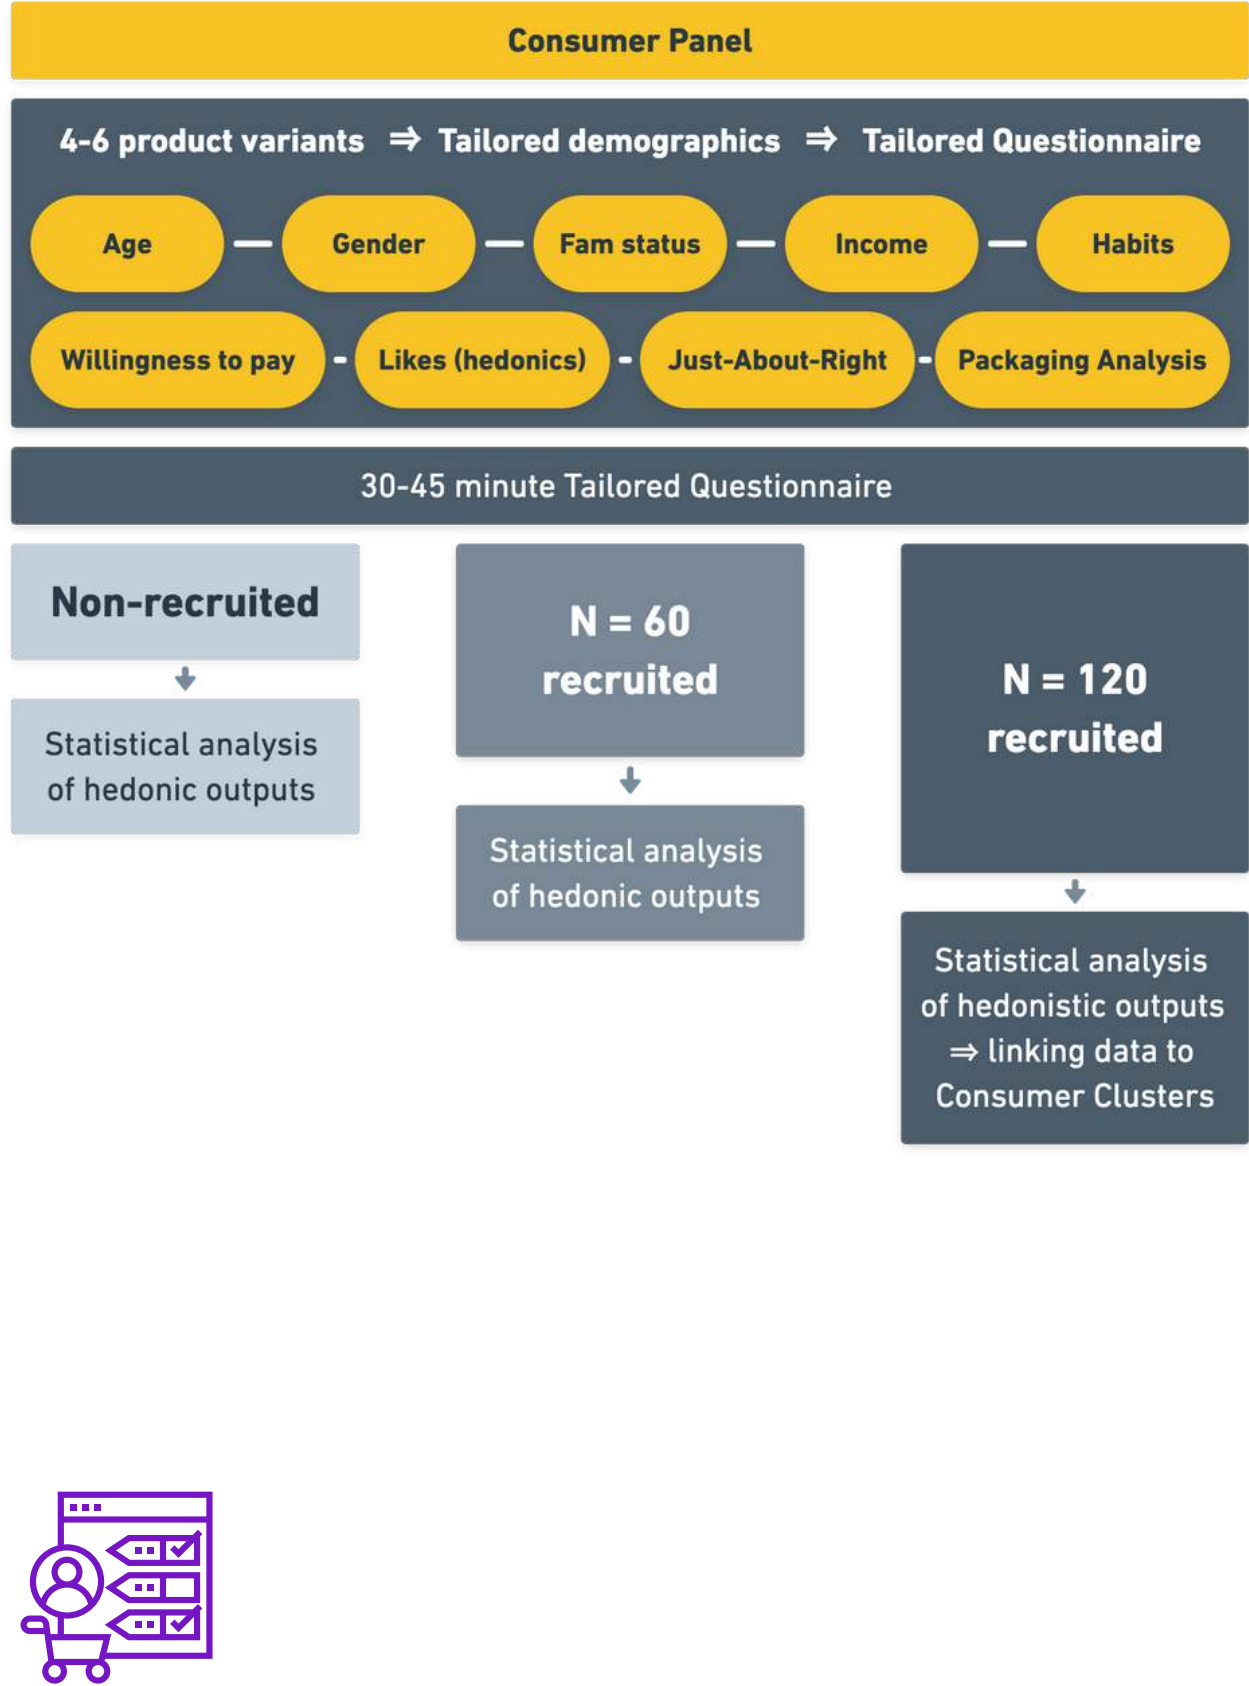 Consumer Panel
4-6 product variants ⇒ Tailored demographics ⇒ Tailored Questionnaire
Age — Gender — Fam status — Income — Habits
Willingness to pay - Likes (hedonics) - Just-About-Right - Packaging Analysis
30-45 minute Tailored Questionnaire
Non-recruited
Statistical analysis
of hedonic outputs
N = 60
recruited
Statistical analysis
of hedonic outputs
N = 120
recruited
Statistical analysis
of hedonistic outputs
⇒ linking data to
Consumer Clusters